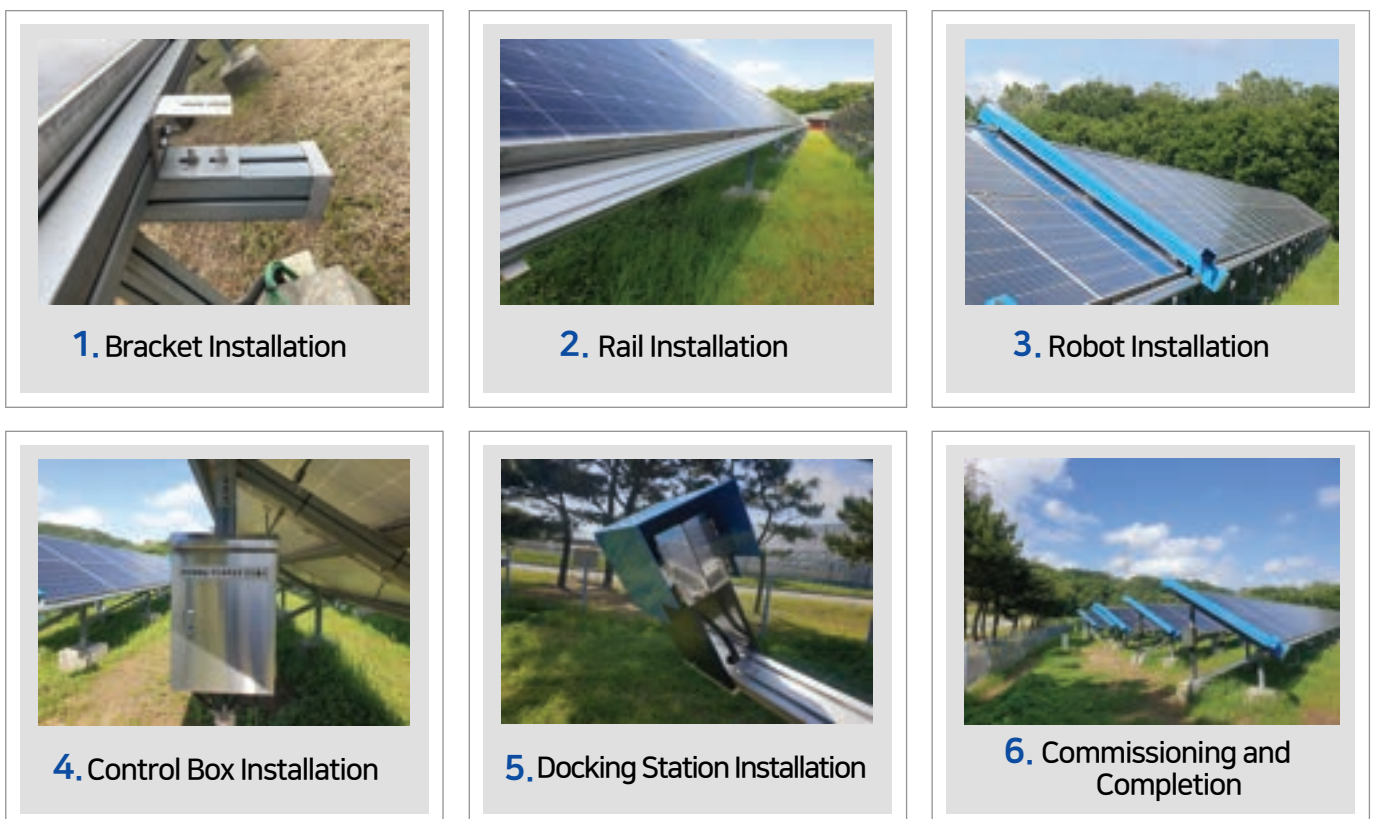 1. Bracket Installation
2. Rail Installation
3. Robot Installation
4. Control Box Installation
5. Docking Station Installation
6. Commissioning and
Completion